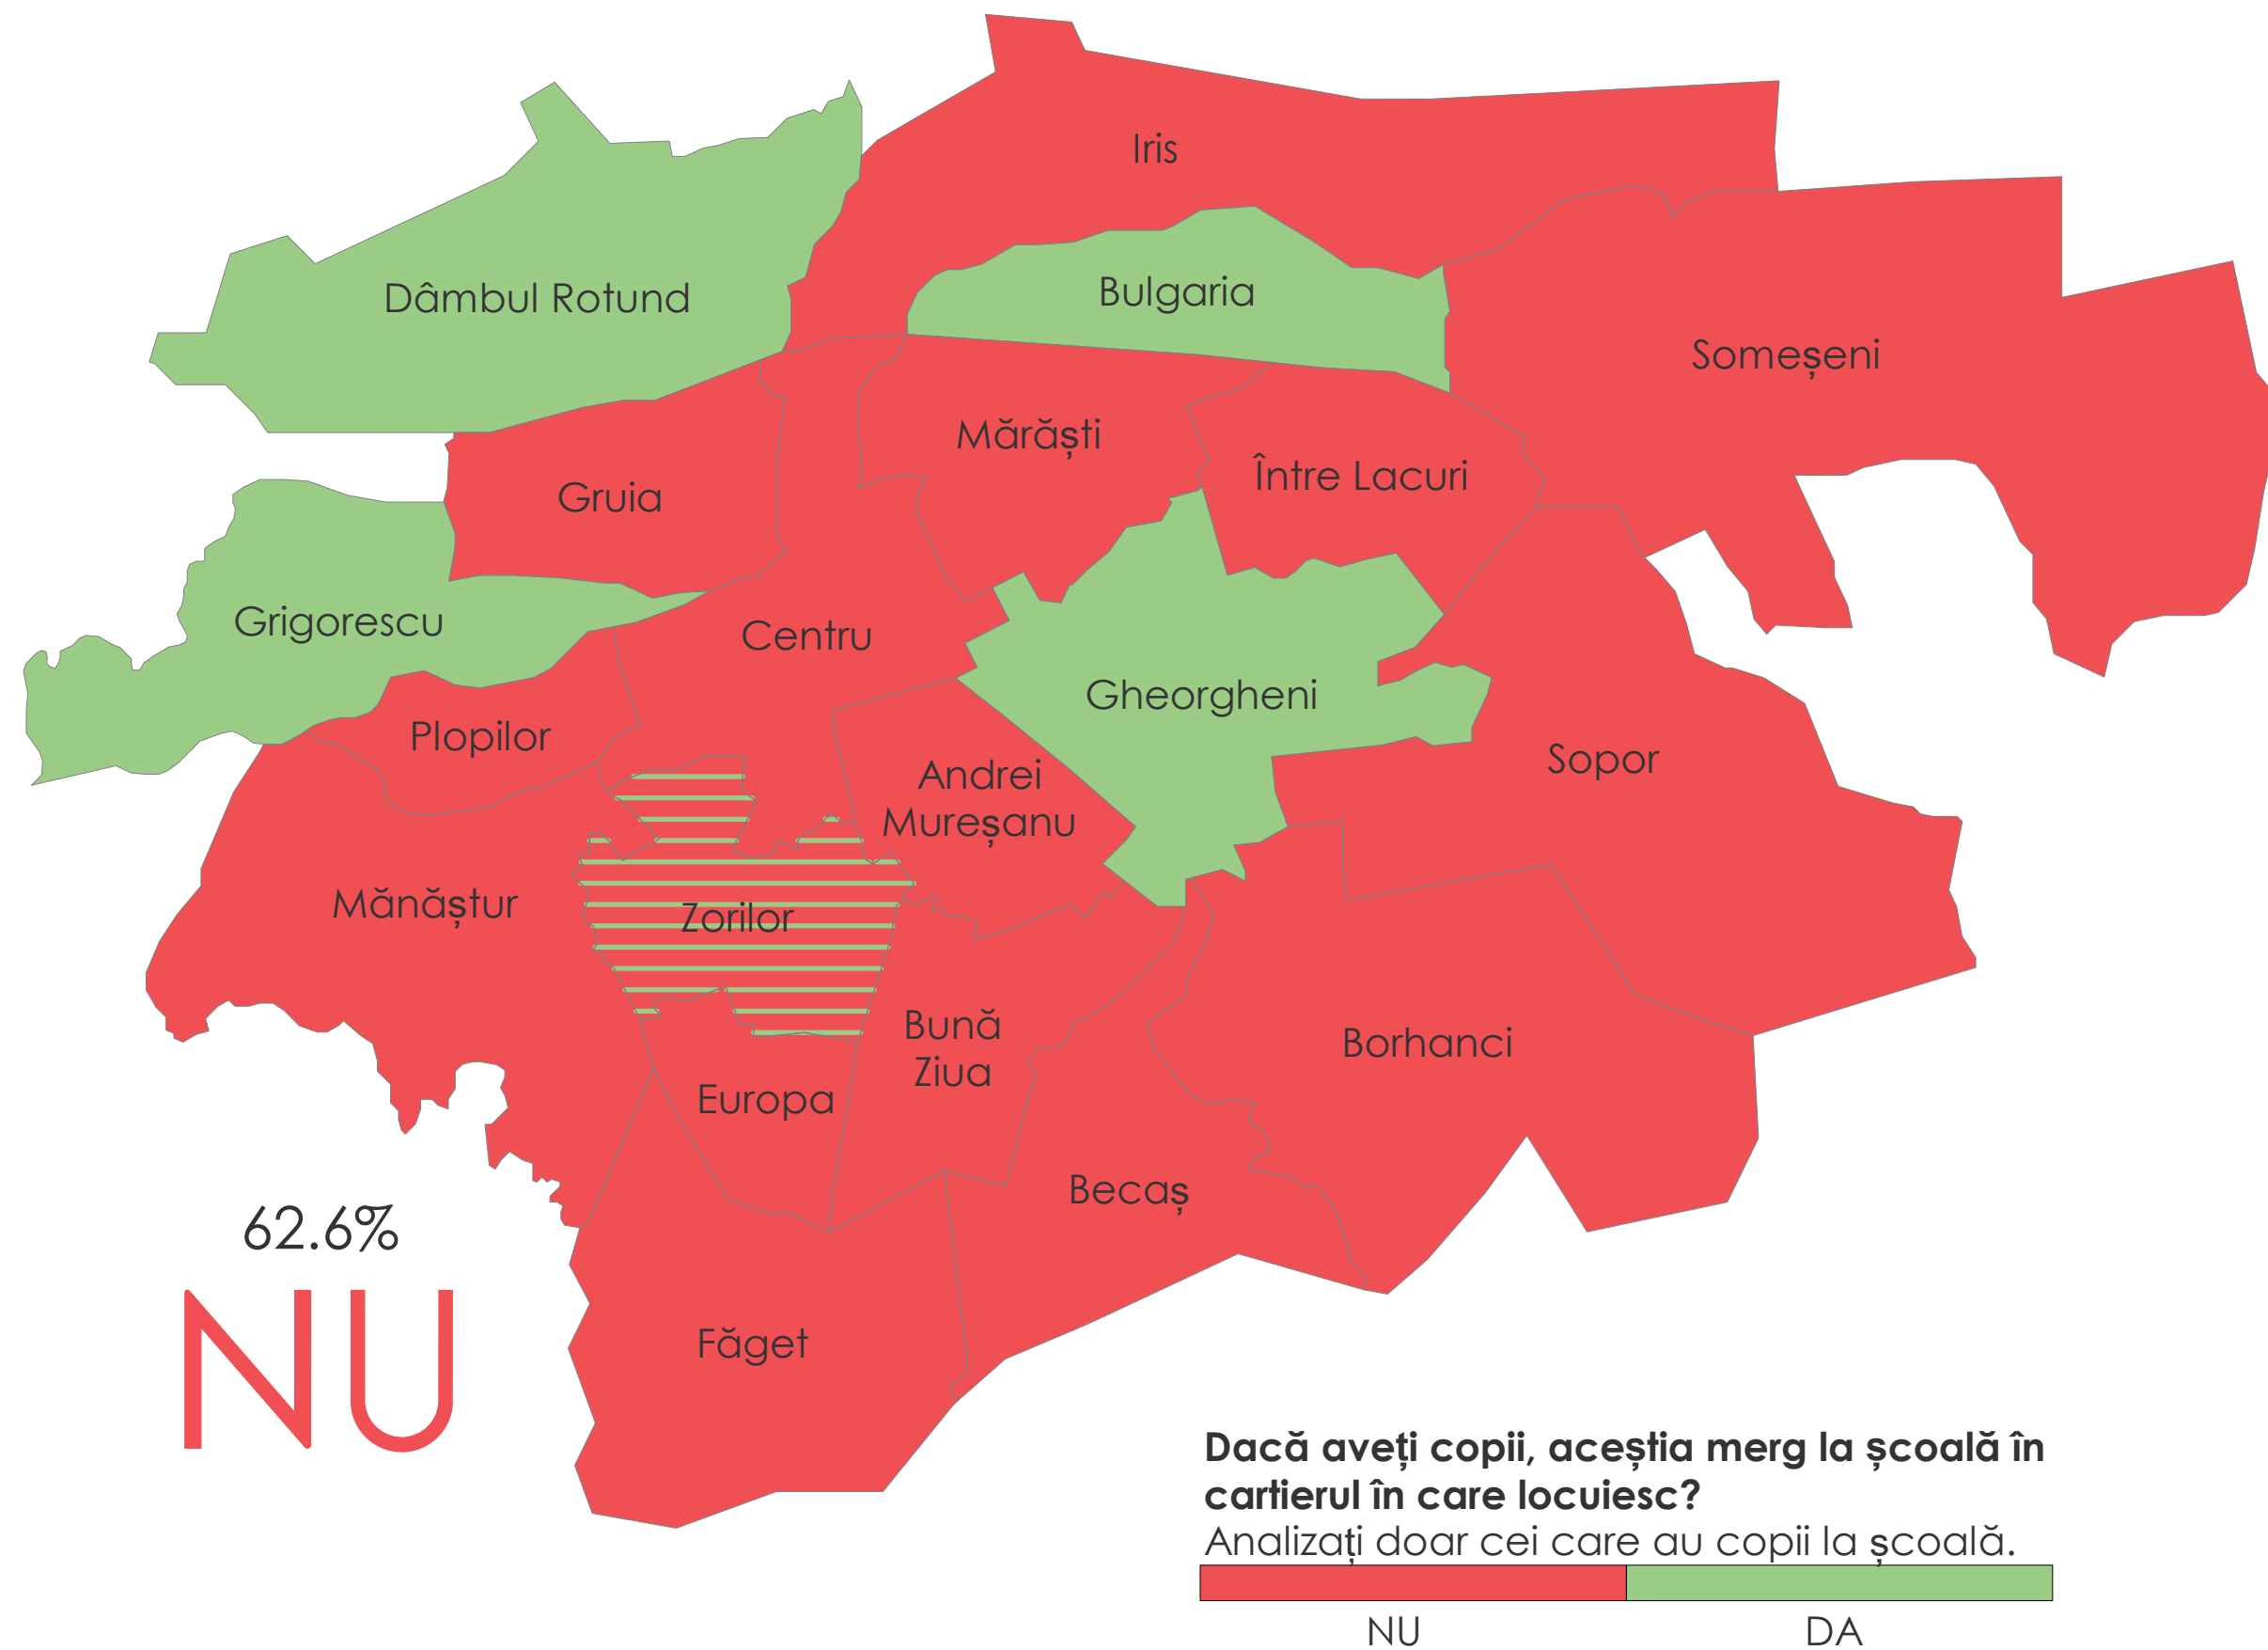 Iris
Dâmbul Rotund
Bulgaria
Someșeni
Mărăști
Între Lacuri
Gruia
Grigorescu
Centru
Gheorgheni
Plopilor
Sopor
Andrei
Mureșanu
Mănăștur
Zorilor
Bună
Ziua
Borhanci
Europa
Becaș
62.6%
NU
Făget
Dacă aveți copii, aceștia merg la școală în
cartierul în care locuiesc?
Analizați doar cei care au copii la școală.
NU
DA